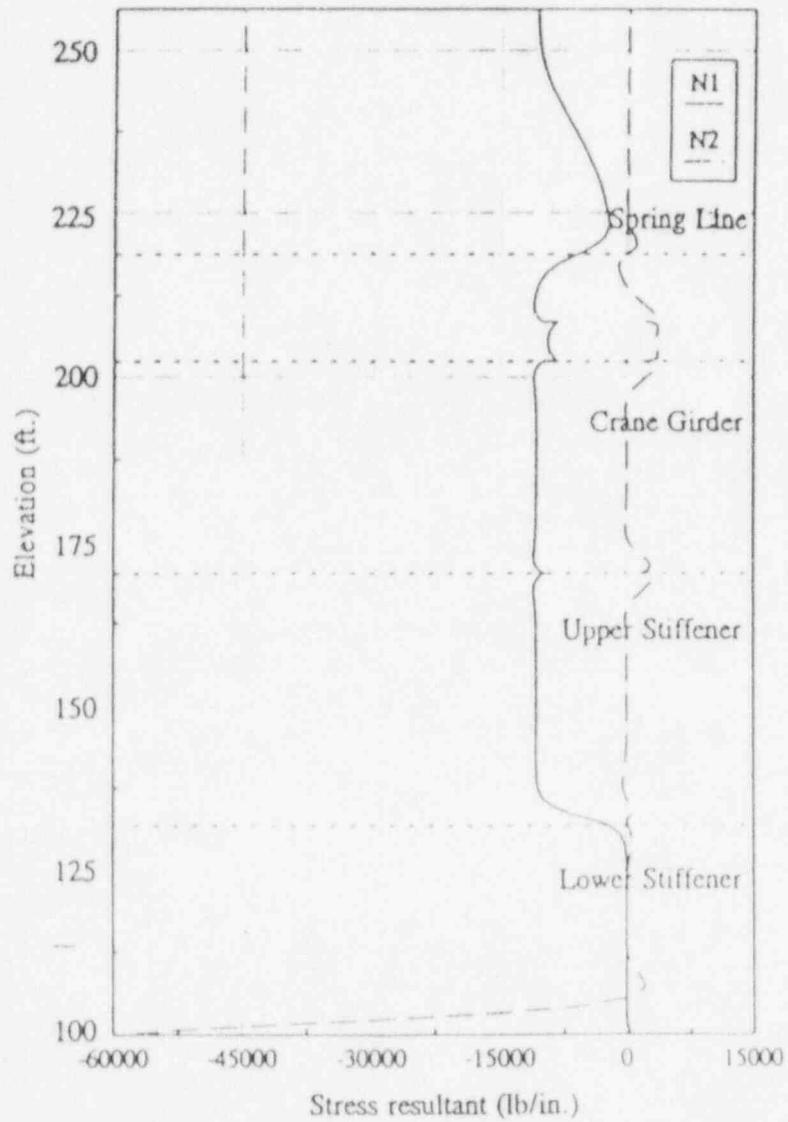 250
N1
N2
225
Spring Line
200
Crane Girder
175
Upper Stiffener
150
125
Lower Stiffener
100
-60000 -45000 -30000 -15000 0 15000
Elevation (ft.)
Stress resultant (lb/in.)